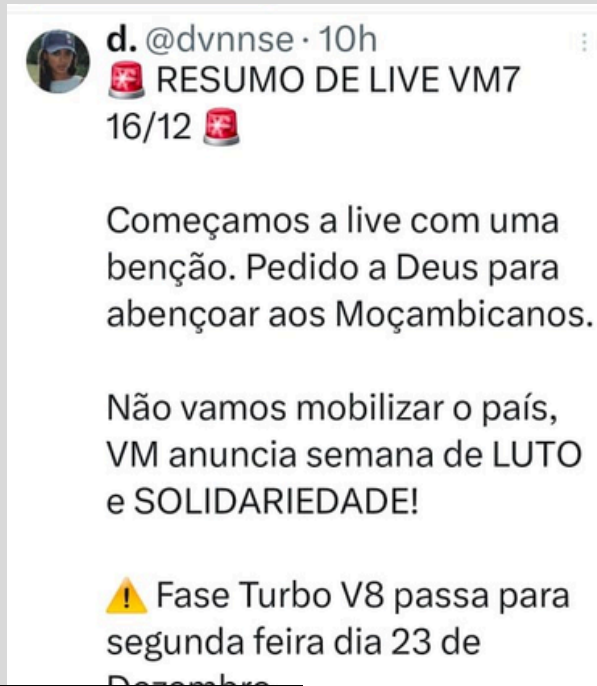 d. @dvnnse · 10h
🚨 RESUMO DE LIVE VM7
16/12 🚨
Começamos a live com uma
benção. Pedido a Deus para
abençoar aos Moçambicanos.
Não vamos mobilizar o país,
VM anuncia semana de LUTO
e SOLIDARIEDADE!
⚠️ Fase Turbo V8 passa para
segunda feira dia 23 de
Dezembro